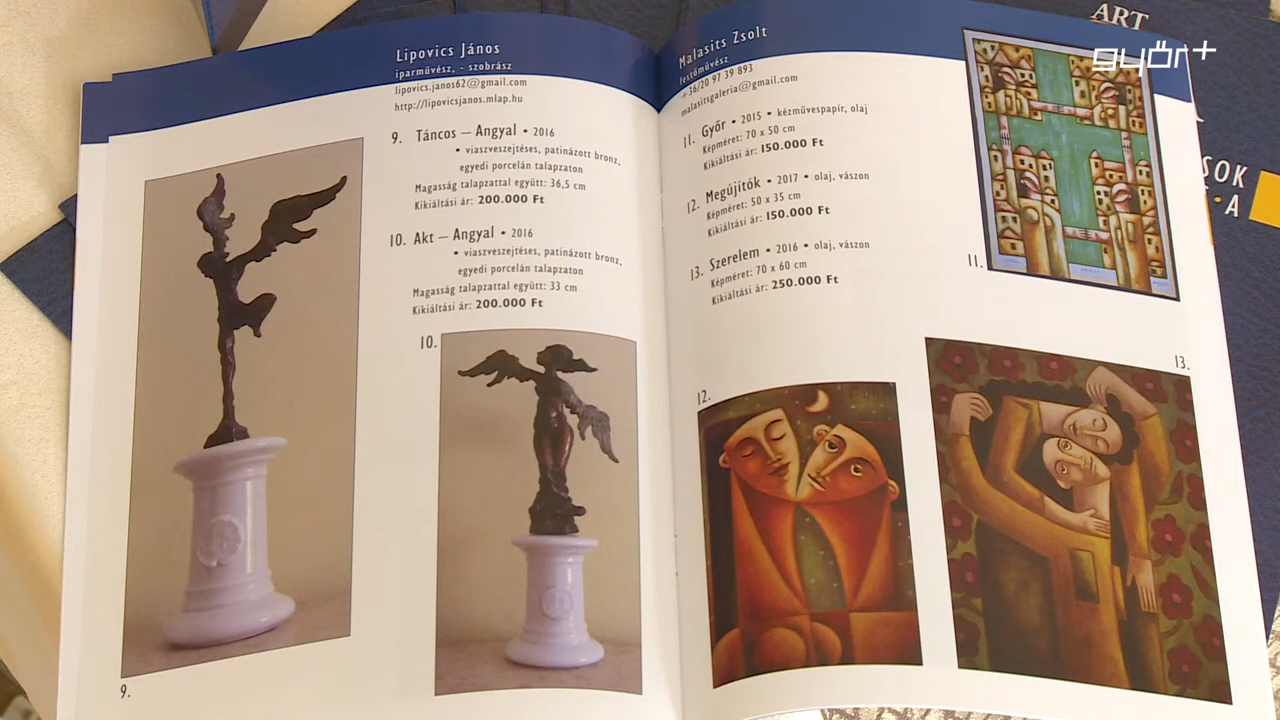 Lipovics János
iparművész, - szobrász
lipovics.janos62@gmail.com
http://lipovicsjanos.mlap.hu
9. Táncos – Angyal • 2016
• viaszveszejtéses, patinázott bronz,
egyedi porcelán talapzaton
Magasság talapzattal együtt: 36,5 cm
Kikiáltási ár: 200.000 Ft
10. Akt – Angyal • 2016
• viaszveszejtéses, patinázott bronz,
egyedi porcelán talapzaton
Magasság talapzattal együtt: 33 cm
Kikiáltási ár: 200.000 Ft
10.
9.
Malasits Zsolt
festőművész
+36/20 97 39 893
malasitsgaleria@gmail.com
11. Győr • 2015 • kézművespapír, olaj
Képméret: 70 x 50 cm
Kikiáltási ár: 150.000 Ft
12. Megújítók • 2017 • olaj, vászon
Képméret: 50 x 35 cm
Kikiáltási ár: 150.000 Ft
13. Szerelem • 2016 • olaj, vászon
Képméret: 70 x 60 cm
Kikiáltási ár: 250.000 Ft
11.
12.
13.
ART
győr+
SOK
• A